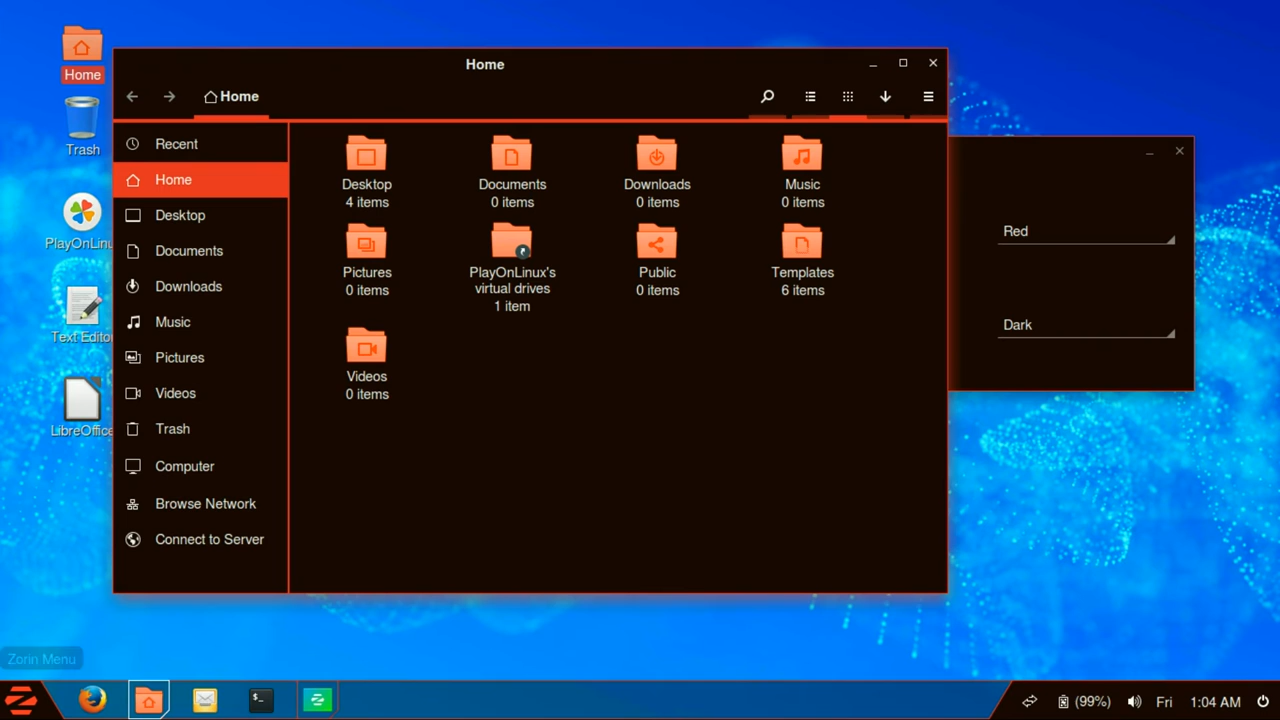 Home
Trash
PlayOnLinu
Text Edito
LibreOffice
Home
Home
Recent
Home
Desktop
Documents
Downloads
Music
Pictures
Videos
Trash
Computer
Browse Network
Connect to Server
Desktop
4 items
Documents
0 items
Downloads
0 items
Music
0 items
Pictures
0 items
PlayOnLinux's
virtual drives
1 item
Public
0 items
Templates
6 items
Videos
0 items
Red
Dark
Zorin Menu
(99%)
Fri
1:04 AM